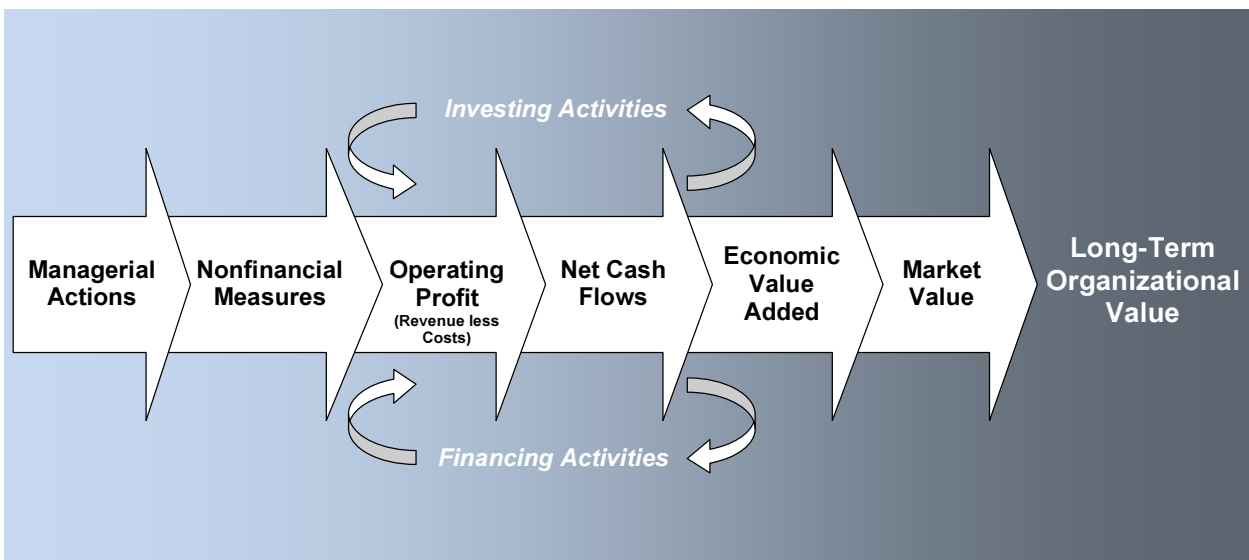 Investing Activities
Managerial
Actions
Nonfinancial
Measures
Operating
Profit
(Revenue less
Costs)
Net Cash
Flows
Economic
Value
Added
Market
Value
Long-Term
Organizational
Value
Financing Activities